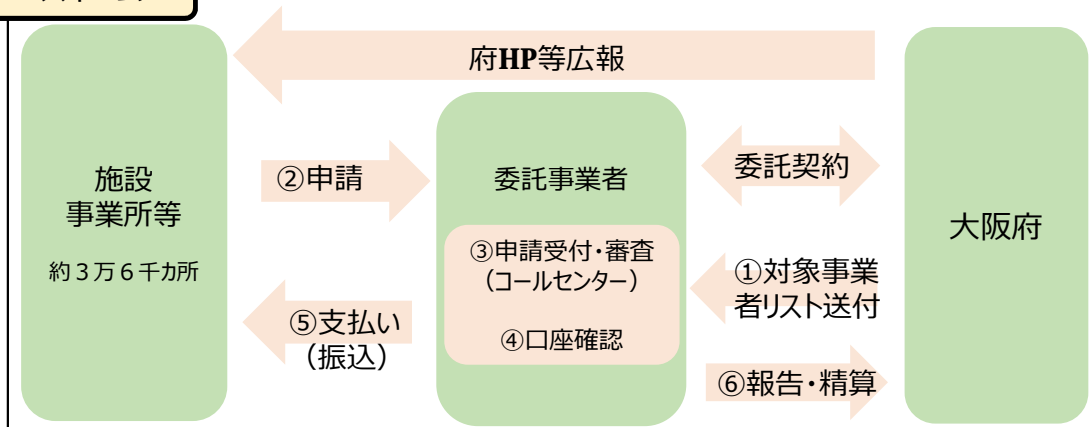 府HP等広報
施設
事業所等
約３万６千カ所
②申請
⑤支払い
（振込）
委託事業者
③申請受付・審査
（コールセンター）
④口座確認
委託契約
①対象事業
者リスト送付
⑥報告・精算
大阪府